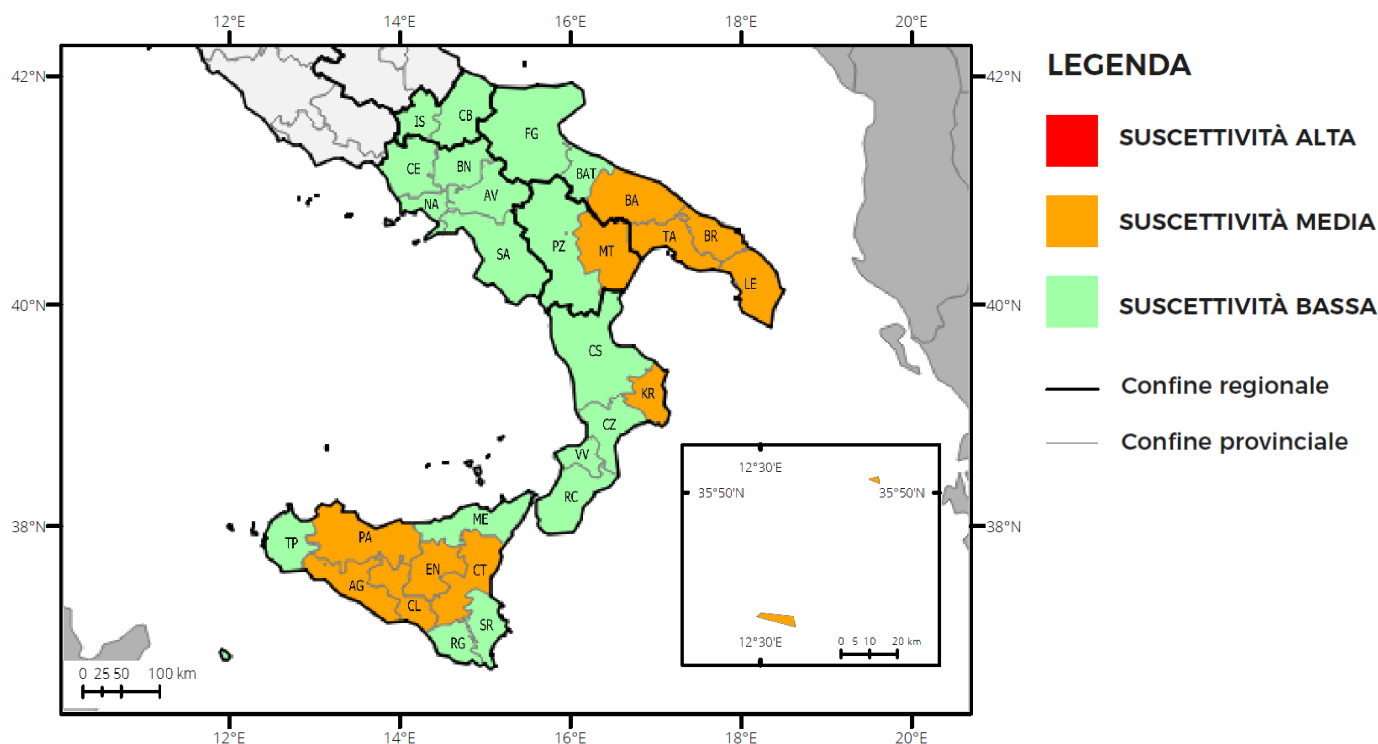 12°E 14°E 16°E 18°E 20°E
42°N 42°N
40°N 40°N
38°N 38°N
12°E 14°E 16°E 18°E 20°E
IS CB FG
CE BN BAT
NA AV BA
SA PZ MT TA BR
LE
CS
KR
CZ
VV
RC
ME
TP PA
AG EN CT
CL
SR
RG
0 25 50 100 km
12°30'E
35°50'N 35°50'N
12°30'E
0 5 10 20 km
LEGENDA
SUSCETTIVITÀ ALTA
SUSCETTIVITÀ MEDIA
SUSCETTIVITÀ BASSA
Confine regionale
Confine provinciale